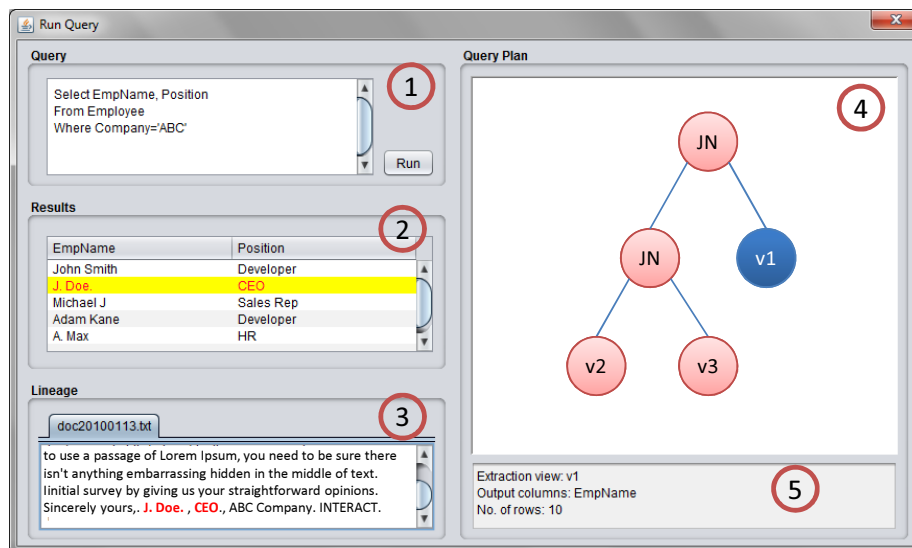 Run Query
Query
Select EmpName, Position
From Employee
Where Company='ABC'
1
Run
Results
2
EmpName Position
John Smith Developer
J. Doe. CEO
Michael J Sales Rep
Adam Kane Developer
A. Max HR
Lineage
3
doc20100113.txt
to use a passage of Lorem Ipsum, you need to be sure there
isn't anything embarrassing hidden in the middle of text.
Iinitial survey by giving us your straightforward opinions.
Sincerely yours,. J. Doe. , CEO., ABC Company. INTERACT.
Query Plan
4
JN
JN v1
v2 v3
Extraction view: v1
Output columns: EmpName
No. of rows: 10
5